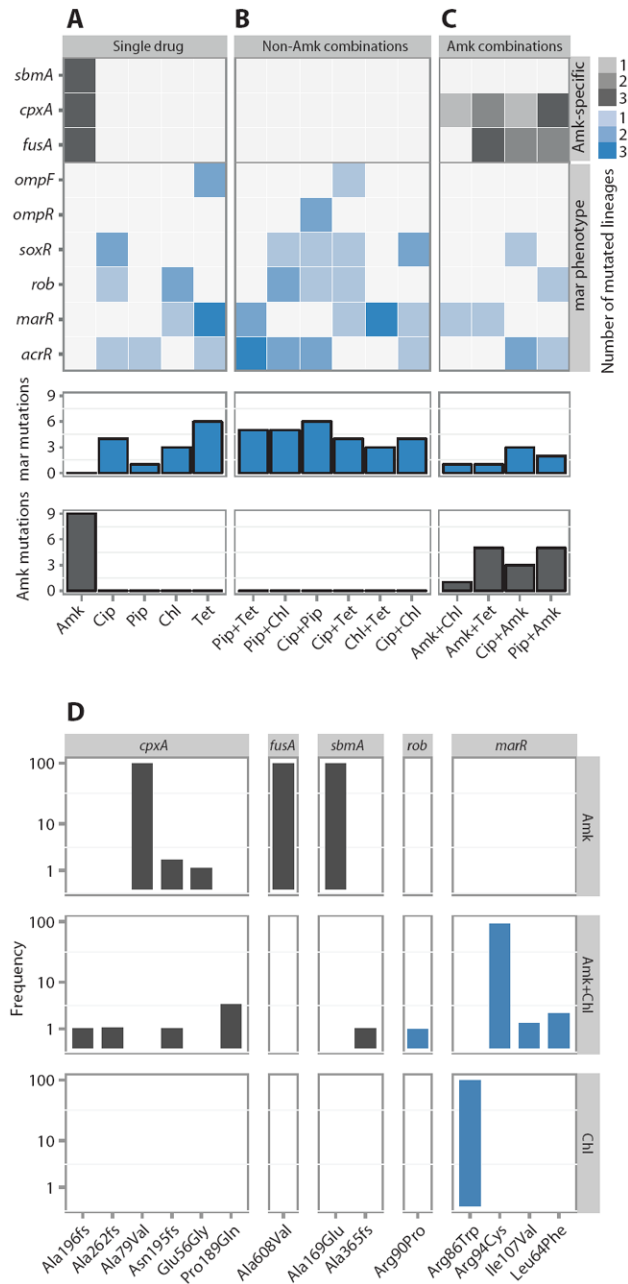 A B C
Single drug Non-Amk combinations Amk combinations
sbmA
cpxA
fusA
ompF
ompR
soxR
rob
marR
acrR
Amk-specific
mar phenotype
1
2
3
1
2
3
Number of mutated lineages
mar mutations
9
6
3
0
Amk mutations
9
6
3
0
Amk Cip Pip Chl Tet Pip+Tet Pip+Chl Cip+Pip Cip+Tet Chl+Tet Cip+Chl Amk+Chl Amk+Tet Cip+Amk Pip+Amk
D
cpxA fusA sbmA rob marR
100
10
1
Amk
Frequency
100
10
1
Amk+Chl
100
10
1
Chl
Ala196fs Ala262fs Ala79Val Asn195fs Glu56Gly Pro189Gln Ala608Val Ala169Glu Ala365fs Arg90Pro Arg86Trp Arg94Cys Ile107Val Leu64Phe